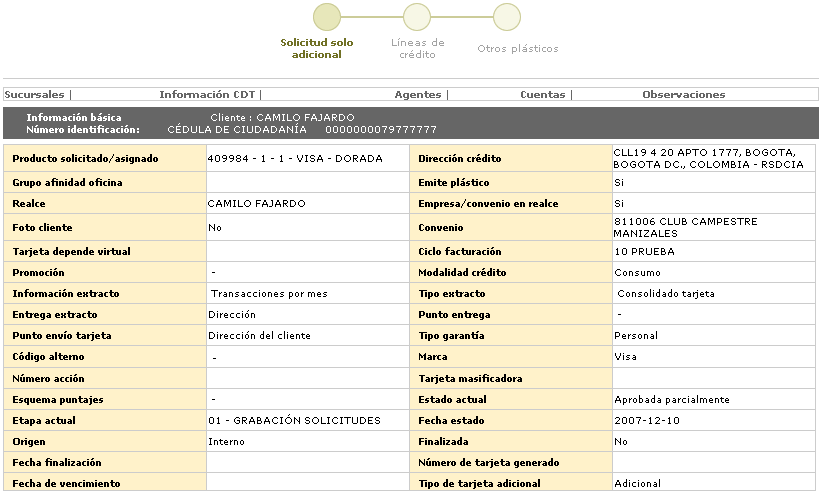 Solicitud solo
adicional
Líneas de
crédito
Otros plásticos
Sucursales | Información CDT | Agentes | Cuentas | Observaciones
Información básica Cliente : CAMILO FAJARDO
Número identificación: CÉDULA DE CIUDADANÍA 0000000079777777
Producto solicitado/asignado 409984 - 1 - 1 - VISA - DORADA Dirección crédito CLL19 4 20 APTO 1777, BOGOTA,
BOGOTA DC., COLOMBIA - RSDCIA
Grupo afinidad oficina Emite plástico Si
Realce CAMILO FAJARDO Empresa/convenio en realce Si
Foto cliente No Convenio 811006 CLUB CAMPESTRE
MANIZALES
Tarjeta depende virtual Ciclo facturación 10 PRUEBA
Promoción - Modalidad crédito Consumo
Información extracto Transacciones por mes Tipo extracto Consolidado tarjeta
Entrega extracto Dirección Punto entrega -
Punto envío tarjeta Dirección del cliente Tipo garantía Personal
Código alterno - Marca Visa
Número acción Tarjeta masificadora
Esquema puntajes - Estado actual Aprobada parcialmente
Etapa actual 01 - GRABACIÓN SOLICITUDES Fecha estado 2007-12-10
Origen Interno Finalizada No
Fecha finalización Número de tarjeta generado
Fecha de vencimiento Tipo de tarjeta adicional Adicional